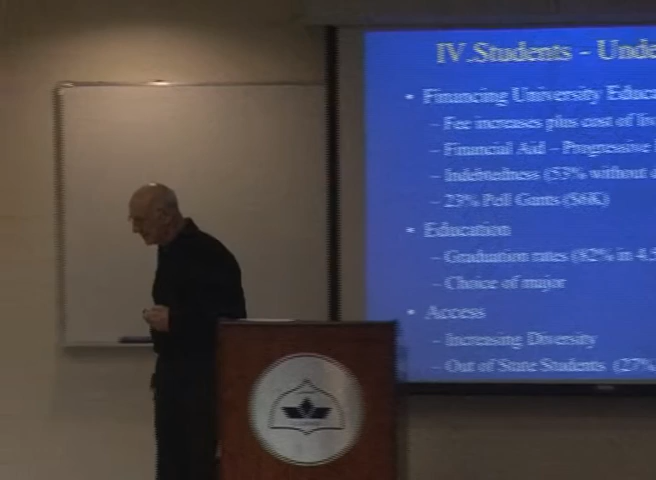 IV.Students - Unde
• Financing University Educa
– Fee increases plus cost of liv
– Financial Aid – Progressive
– Indebtedness (53% without d
– 23% Pell Gants ($6K)
• Education
– Graduation rates (82% in 4.5
– Choice of major
• Access
– Increasing Diversity
– Out of State Students (27%